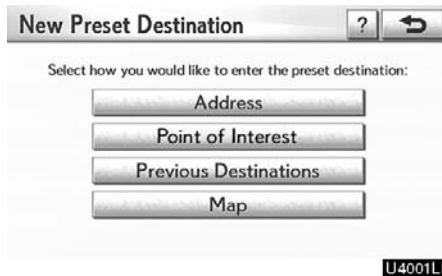 New Preset Destination ?
Select how you would like to enter the preset destination:
Address
Point of Interest
Previous Destinations
Map
U4001L